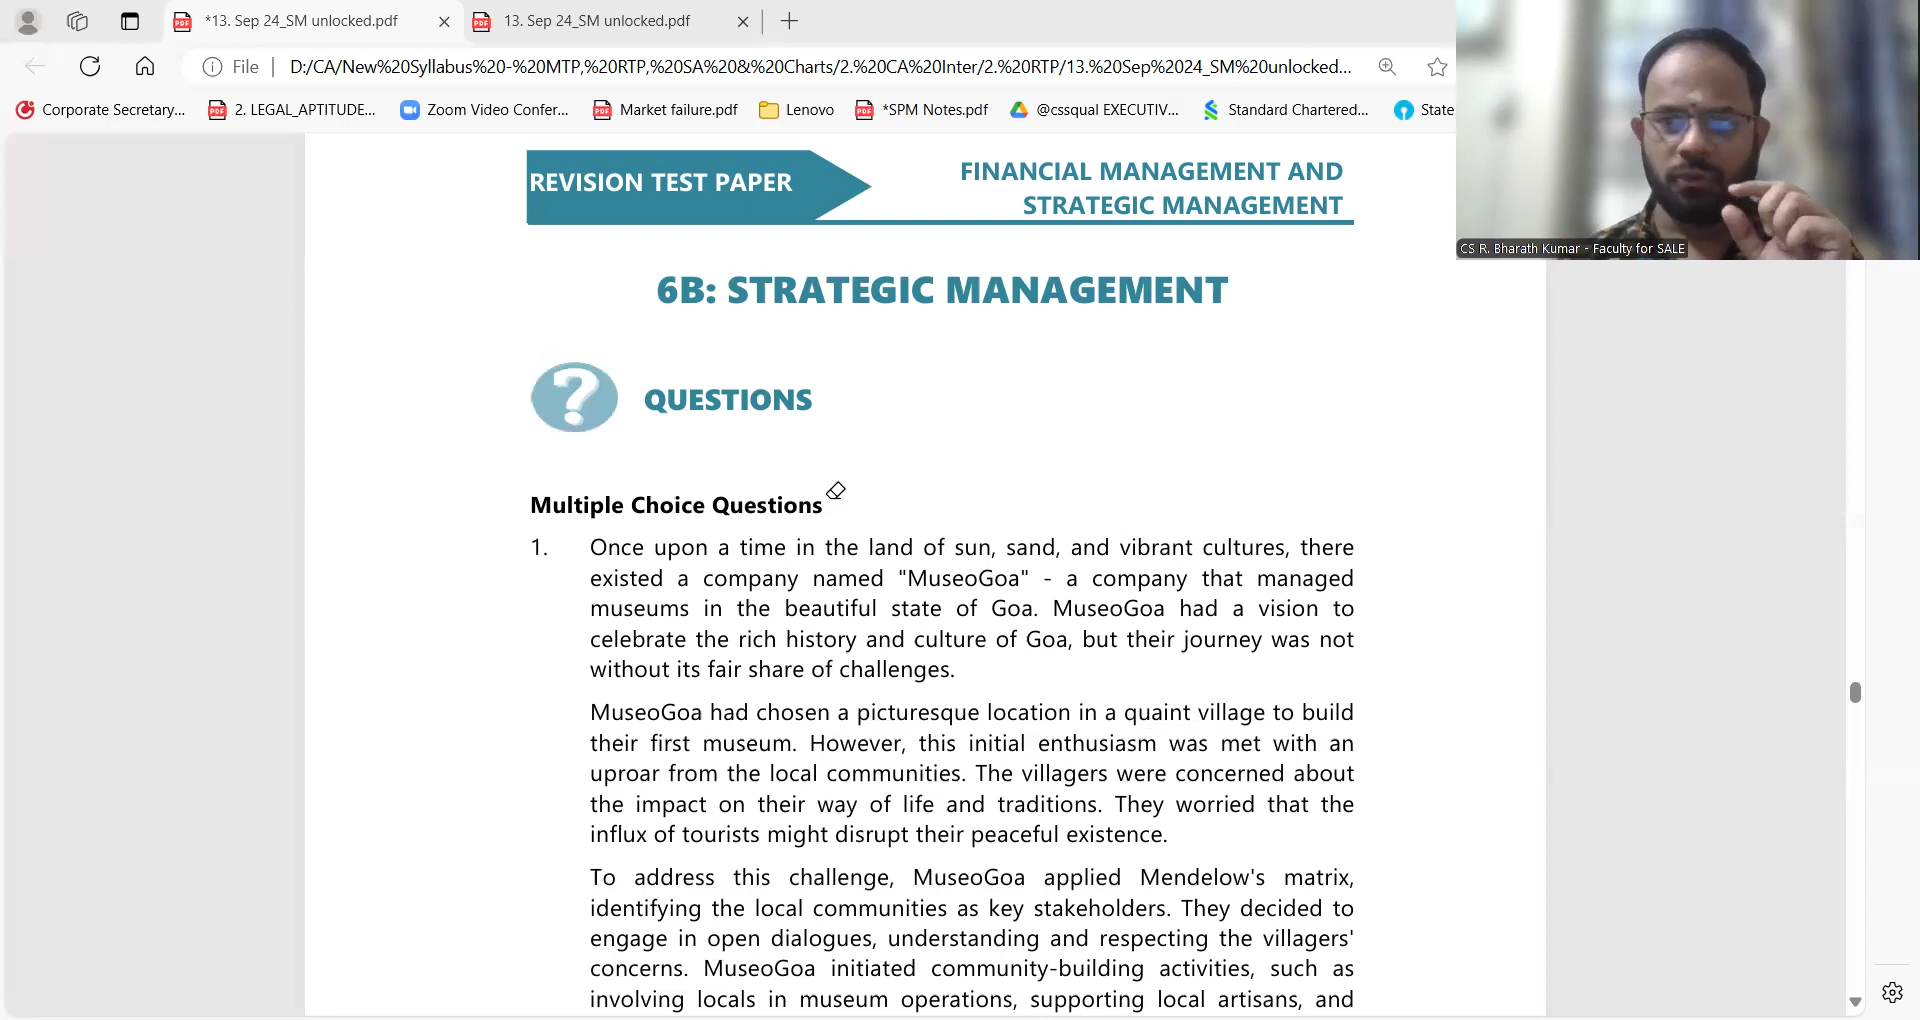 *13. Sep 24_SM unlocked.pdf
13. Sep 24_SM unlocked.pdf
File
D:/CA/New%20Syllabus%20-%20MTP,%20RTP,%20SA%20&%20Charts/2.%20CA%20Inter/2.%20RTP/13.%20Sep%2024_SM%20unlocked...
Corporate Secretary...
2. LEGAL_APTITUDE...
Zoom Video Confer...
Market failure.pdf
Lenovo
*SPM Notes.pdf
@cssqual EXECUTIV...
Standard Chartered...
State
CS R. Bharath Kumar - Faculty for SALE
REVISION TEST PAPER
FINANCIAL MANAGEMENT AND
STRATEGIC MANAGEMENT
6B: STRATEGIC MANAGEMENT
?
QUESTIONS
Multiple Choice Questions
1. Once upon a time in the land of sun, sand, and vibrant cultures, there
existed a company named "MuseoGoa" - a company that managed
museums in the beautiful state of Goa. MuseoGoa had a vision to
celebrate the rich history and culture of Goa, but their journey was not
without its fair share of challenges.
MuseoGoa had chosen a picturesque location in a quaint village to build
their first museum. However, this initial enthusiasm was met with an
uproar from the local communities. The villagers were concerned about
the impact on their way of life and traditions. They worried that the
influx of tourists might disrupt their peaceful existence.
To address this challenge, MuseoGoa applied Mendelow's matrix,
identifying the local communities as key stakeholders. They decided to
engage in open dialogues, understanding and respecting the villagers'
concerns. MuseoGoa initiated community-building activities, such as
involving locals in museum operations, supporting local artisans, and